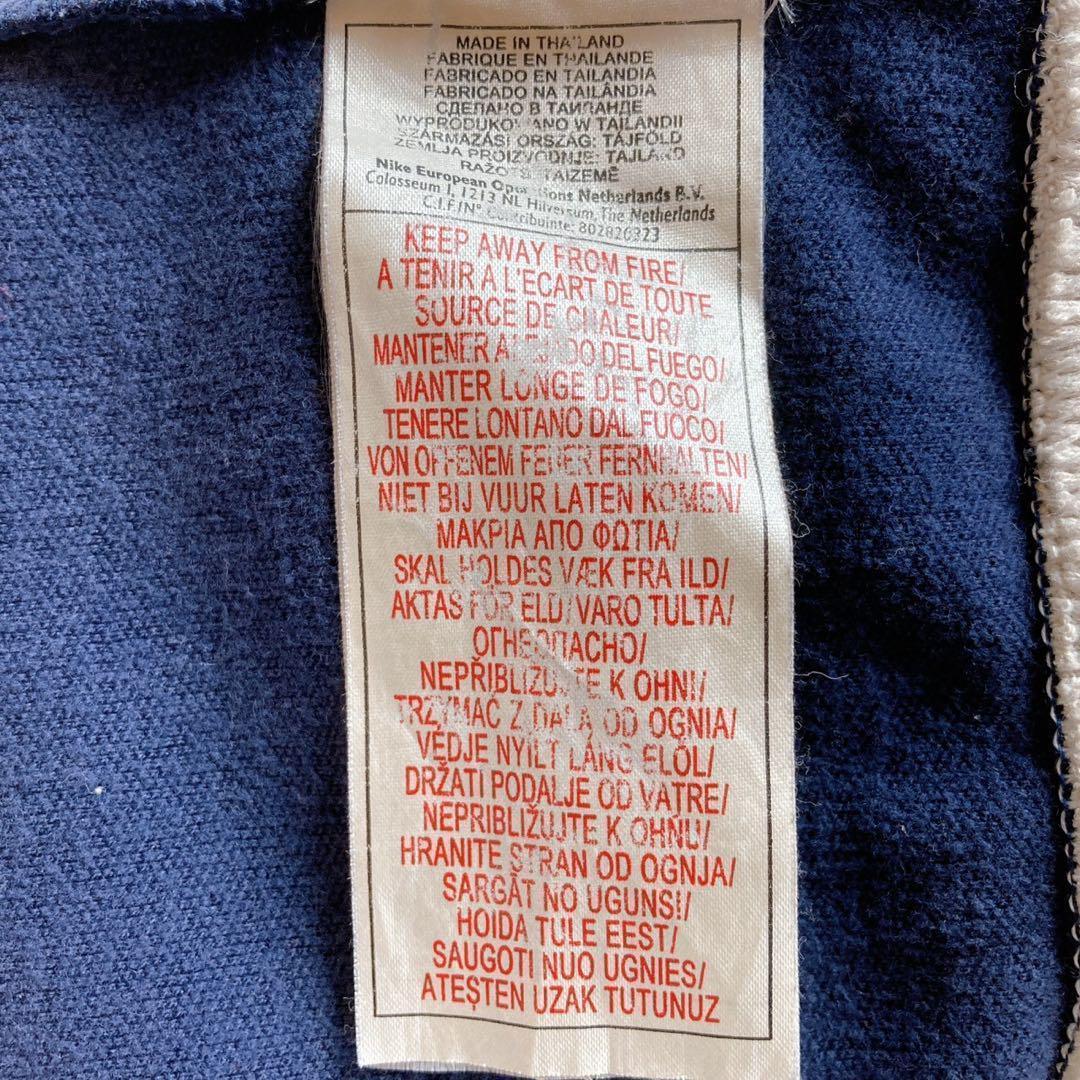 MADE IN THAILAND
FABRIQUE EN THAILANDE
FABRICADO EN TAILANDIA
FABRICADO NA TAILÂNDIA
СДЕЛАНО В ТАИЛАНДЕ
WYPRODUKOWANO W TAILANDII
SZÁRMAZÁSI ORSZÁG: TÁJFÖLD
ZEMLJA PROIZVODNJE: TAJLAND
RAŽOTS TAIZEMĒ
Nike European Operations Netherlands B.V.
Colosseum 1, 1213 NL Hilversum, The Netherlands
C.I.F/N° Contribuinte: 802826323
KEEP AWAY FROM FIRE/
A TENIR A L'ÉCART DE TOUTE
SOURCE DE CHALEUR/
MANTENER ALEJADO DEL FUEGO/
MANTER LONGE DE FOGO/
TENERE LONTANO DAL FUOCO/
VON OFFENEM FEUER FERNHALTEN/
NIET BIJ VUUR LATEN KOMEN/
ΜΑΚΡΙΑ ΑΠΟ ΦΩΤΙΑ/
SKAL HOLDES VÆK FRA ILD/
AKTAS FÖR ELD/VARO TULTA/
ОГНЕОПАСНО/
NEPŘIBLIŽUJTE K OHNI/
TRZYMAĆ Z DALA OD OGNIA/
VÉDJE NYÍLT LÁNG ELŐL/
DRŽATI PODALJE OD VATRE/
NEPRIBLIŽUJTE K OHŇU/
HRANITE STRAN OD OGNJA/
SARGĀT NO UGUNS!/
HOIDA TULE EEST/
SAUGOTI NUO UGNIES/
ATEŞTEN UZAK TUTUNUZ